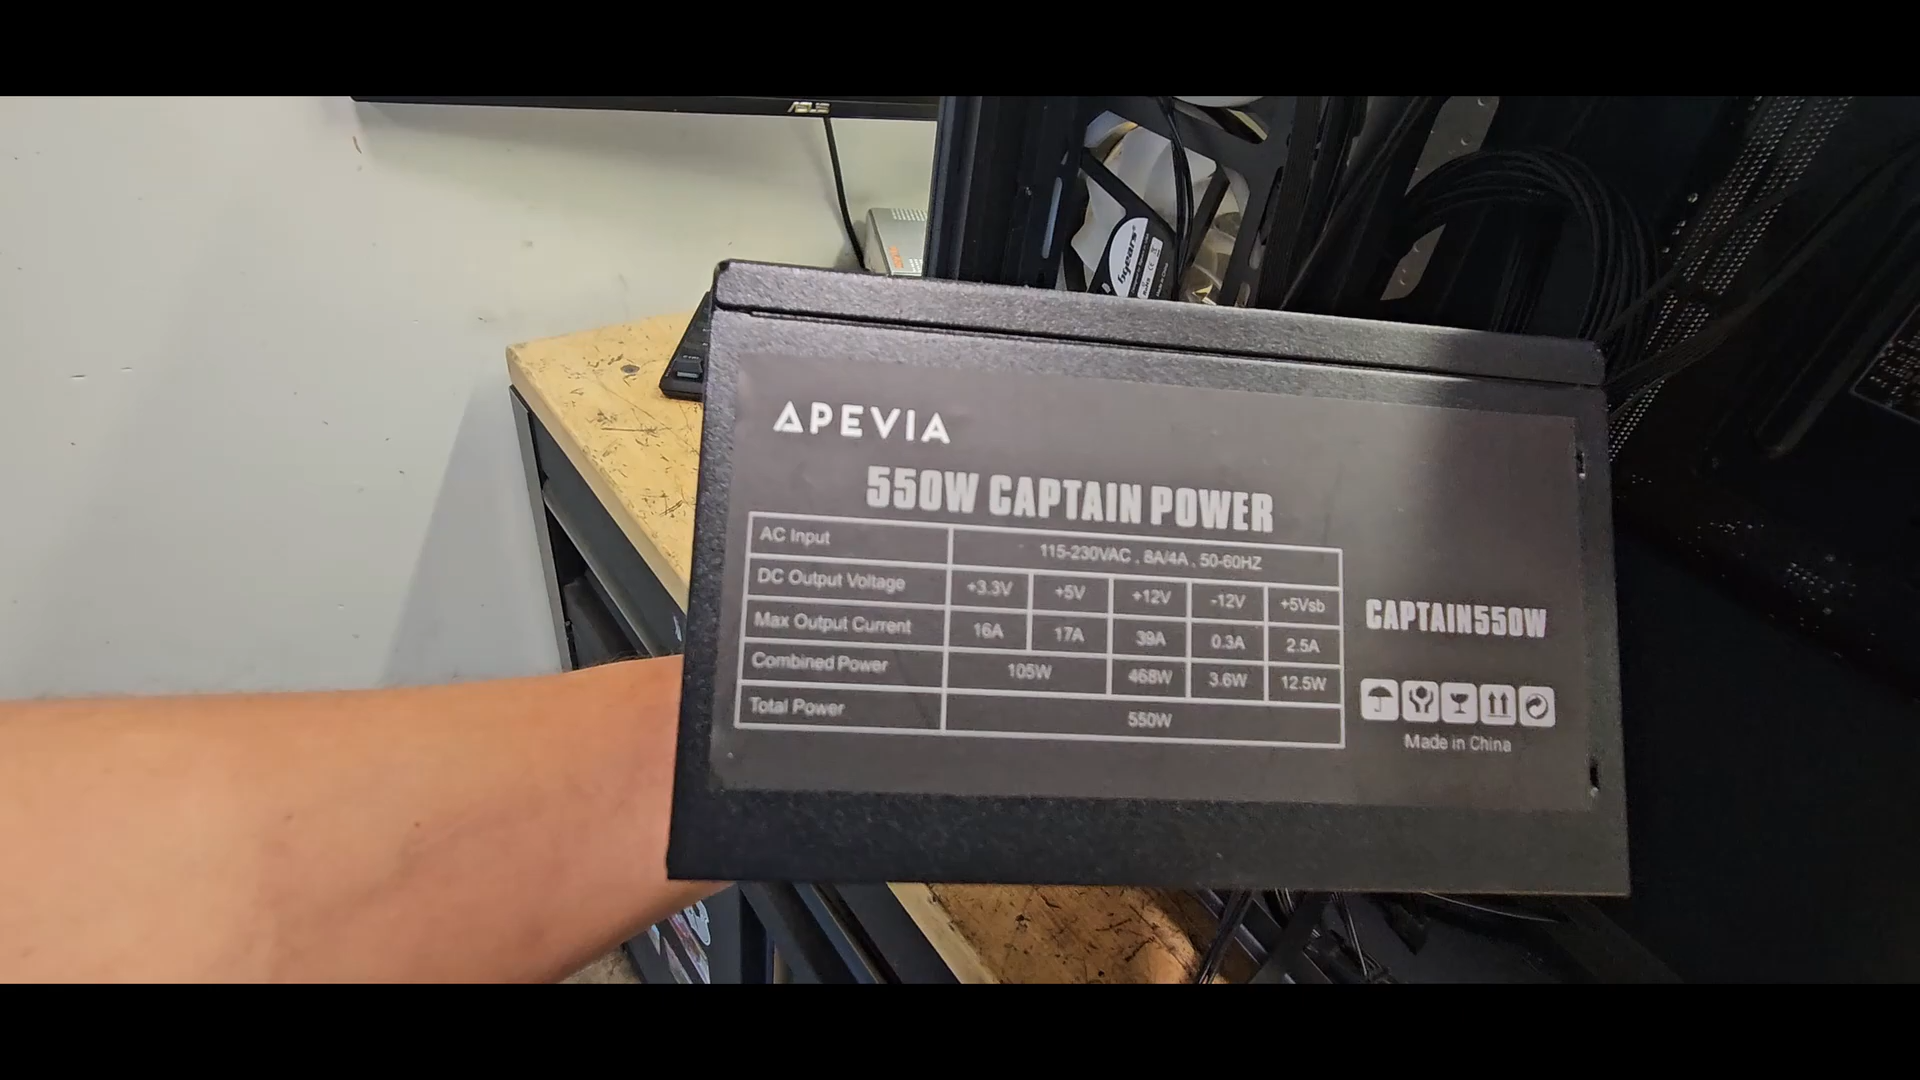 ASUS
bgears
APEVIA
550W CAPTAIN POWER
AC Input 115-230VAC , 8A/4A , 50-60HZ
DC Output Voltage +3.3V +5V +12V -12V +5Vsb
Max Output Current 16A 17A 39A 0.3A 2.5A
Combined Power 105W 468W 3.6W 12.5W
Total Power 550W
CAPTAIN550W
Made in China